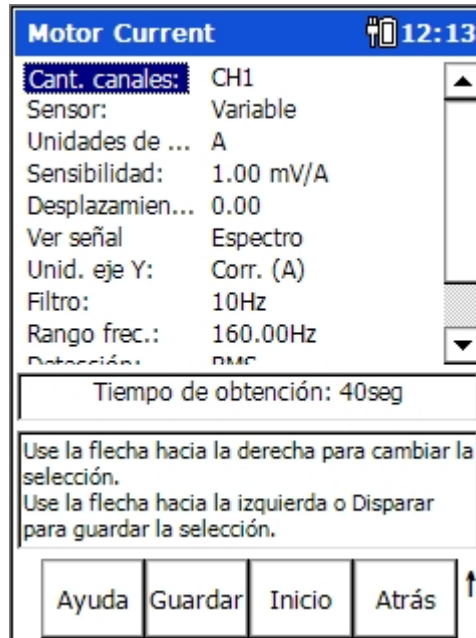 Motor Current 12:13
Cant. canales: CH1
Sensor: Variable
Unidades de ... A
Sensibilidad: 1.00 mV/A
Desplazamien... 0.00
Ver señal Espectro
Unid. eje Y: Corr. (A)
Filtro: 10Hz
Rango frec.: 160.00Hz
Detección: RMS
Tiempo de obtención: 40seg
Use la flecha hacia la derecha para cambiar la
selección.
Use la flecha hacia la izquierda o Disparar
para guardar la selección.
Ayuda Guardar Inicio Atrás